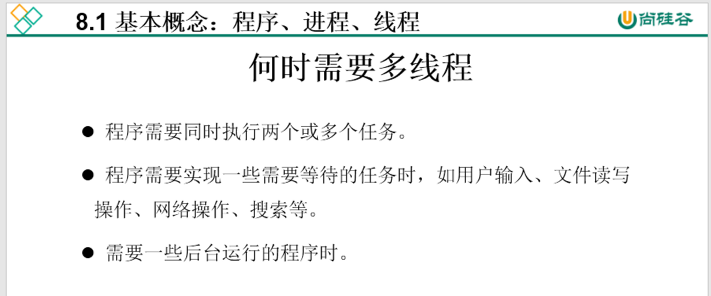 8.1 基本概念：程序、进程、线程
尚硅谷
何时需要多线程
● 程序需要同时执行两个或多个任务。
● 程序需要实现一些需要等待的任务时，如用户输入、文件读写
操作、网络操作、搜索等。
● 需要一些后台运行的程序时。